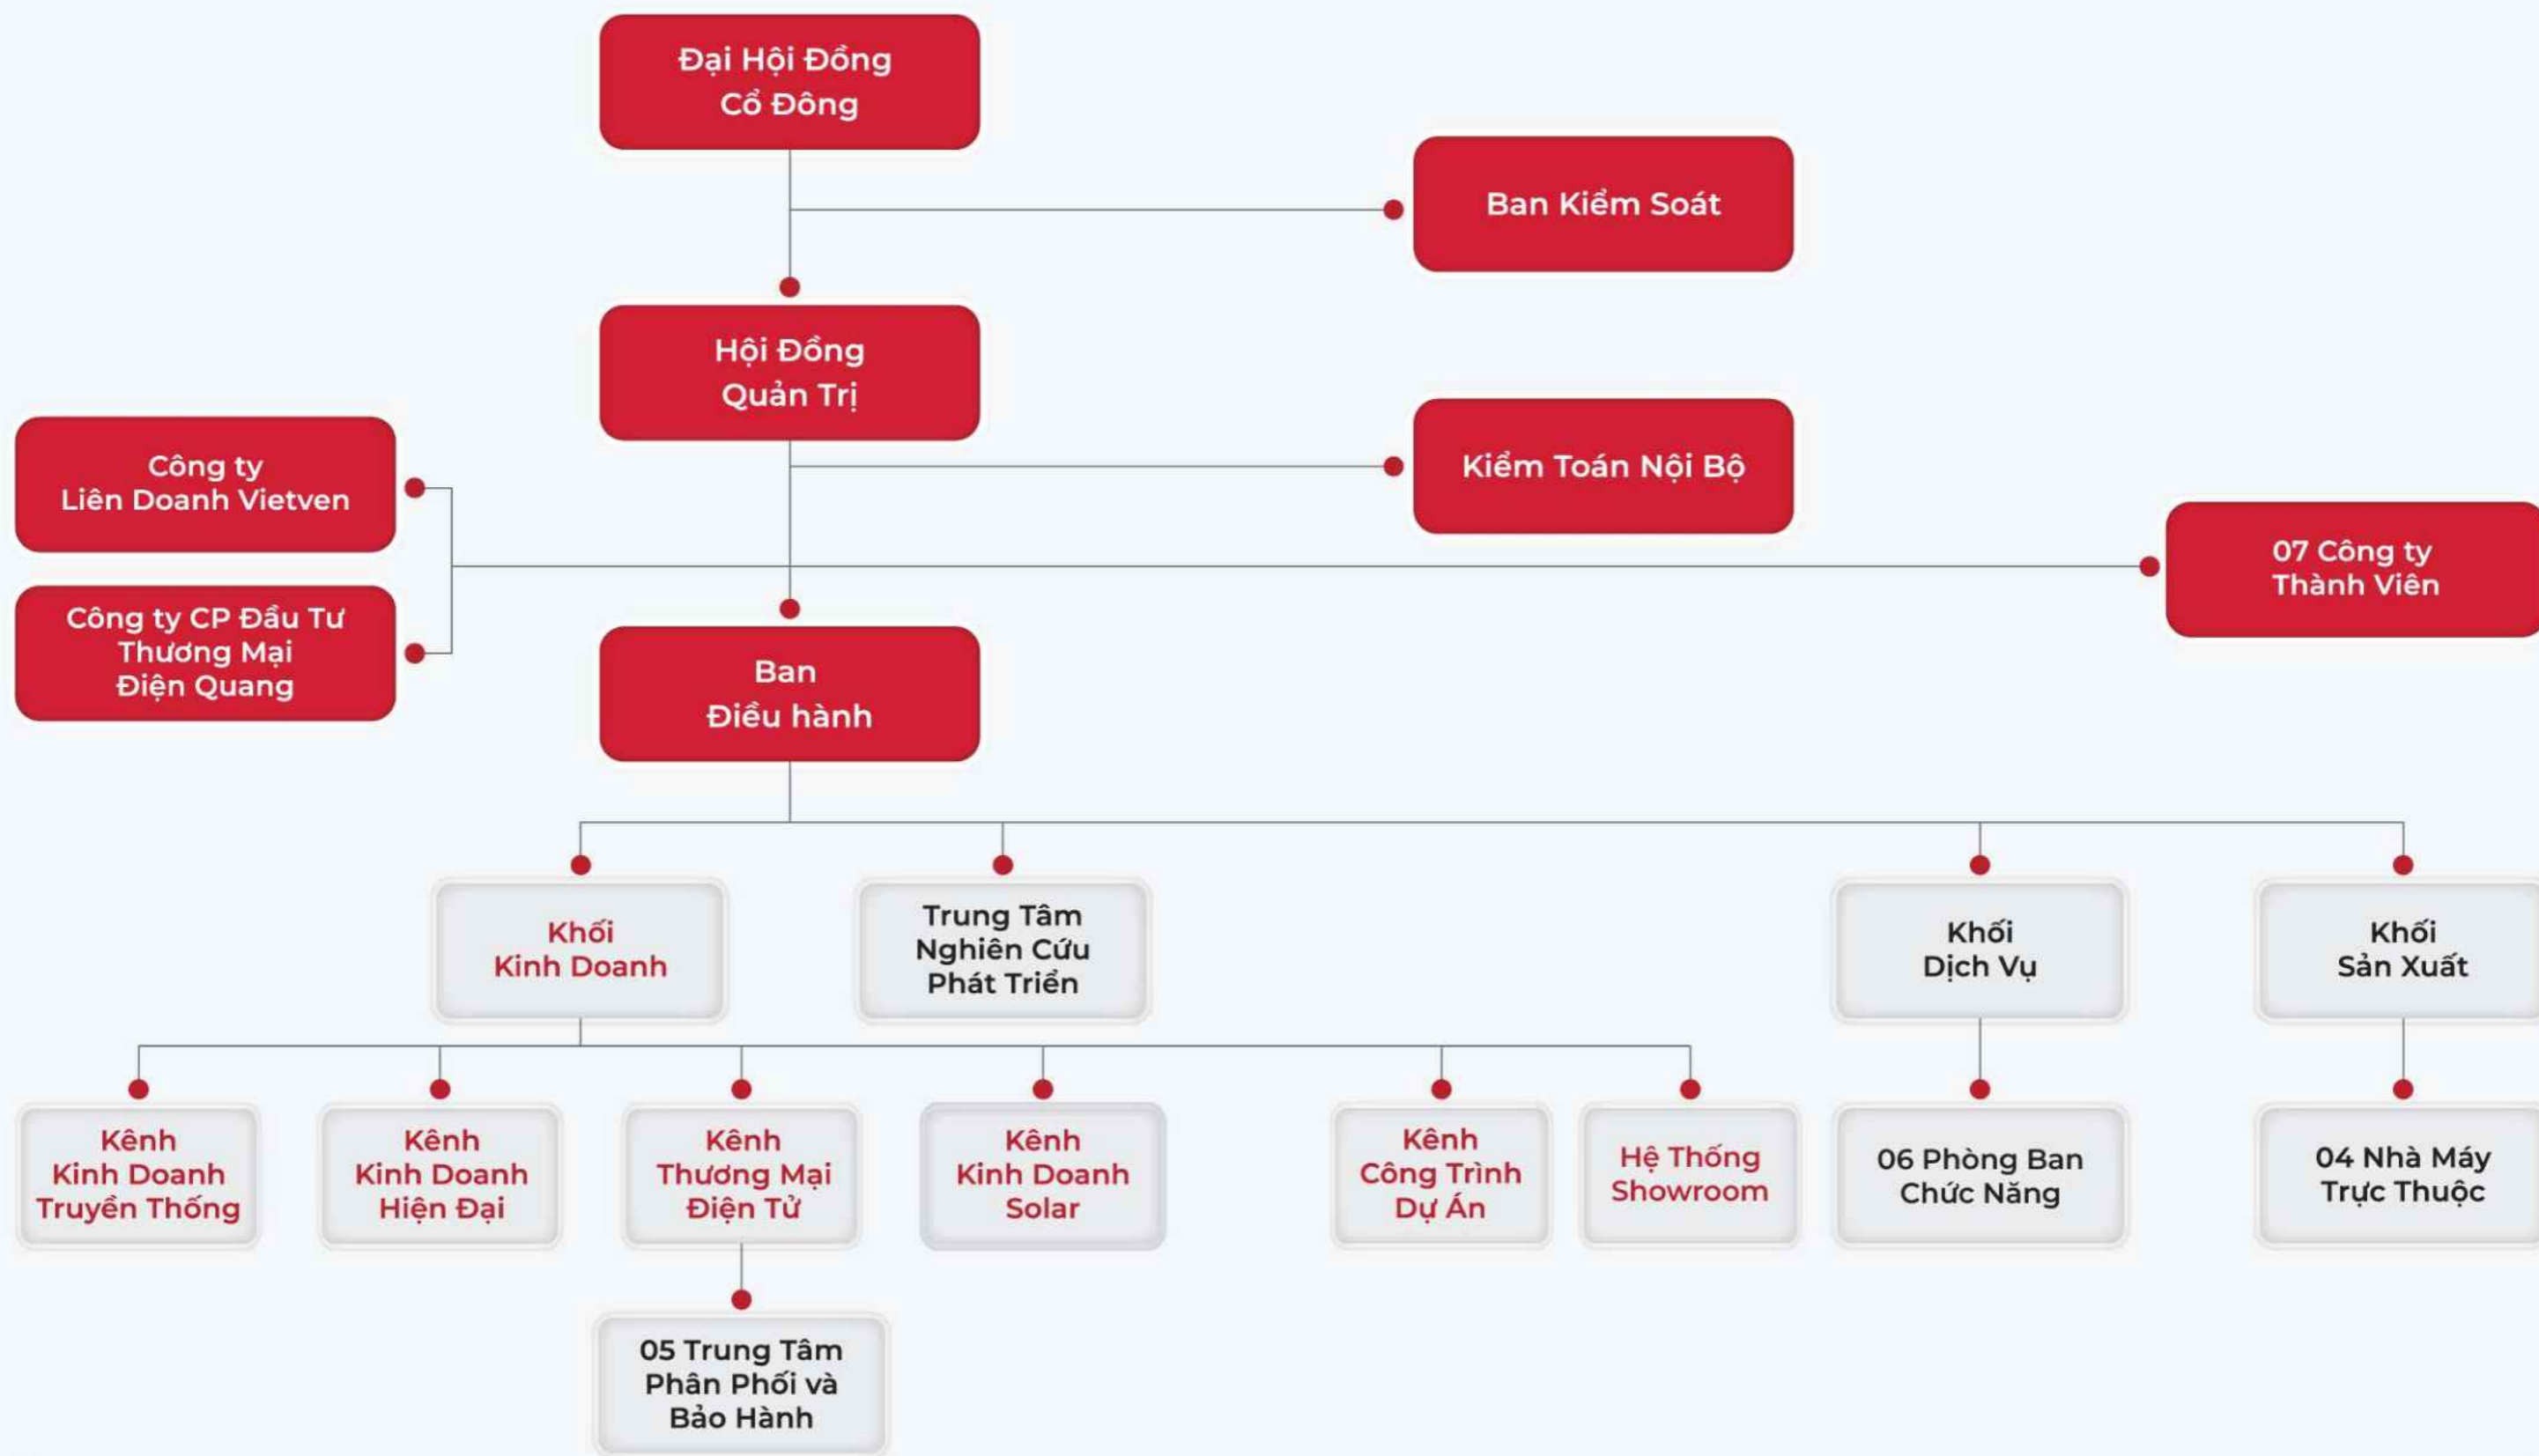 Đại Hội Đồng
Cổ Đông
Ban Kiểm Soát
Hội Đồng
Quản Trị
Kiểm Toán Nội Bộ
Công ty
Liên Doanh Vietven
07 Công ty
Thành Viên
Công ty CP Đầu Tư
Thương Mại
Điện Quang
Ban
Điều hành
Khối
Kinh Doanh
Trung Tâm
Nghiên Cứu
Phát Triển
Khối
Dịch Vụ
Khối
Sản Xuất
Kênh
Kinh Doanh
Truyền Thống
Kênh
Kinh Doanh
Hiện Đại
Kênh
Thương Mại
Điện Tử
Kênh
Kinh Doanh
Solar
Kênh
Công Trình
Dự Án
Hệ Thống
Showroom
06 Phòng Ban
Chức Năng
04 Nhà Máy
Trực Thuộc
05 Trung Tâm
Phân Phối và
Bảo Hành